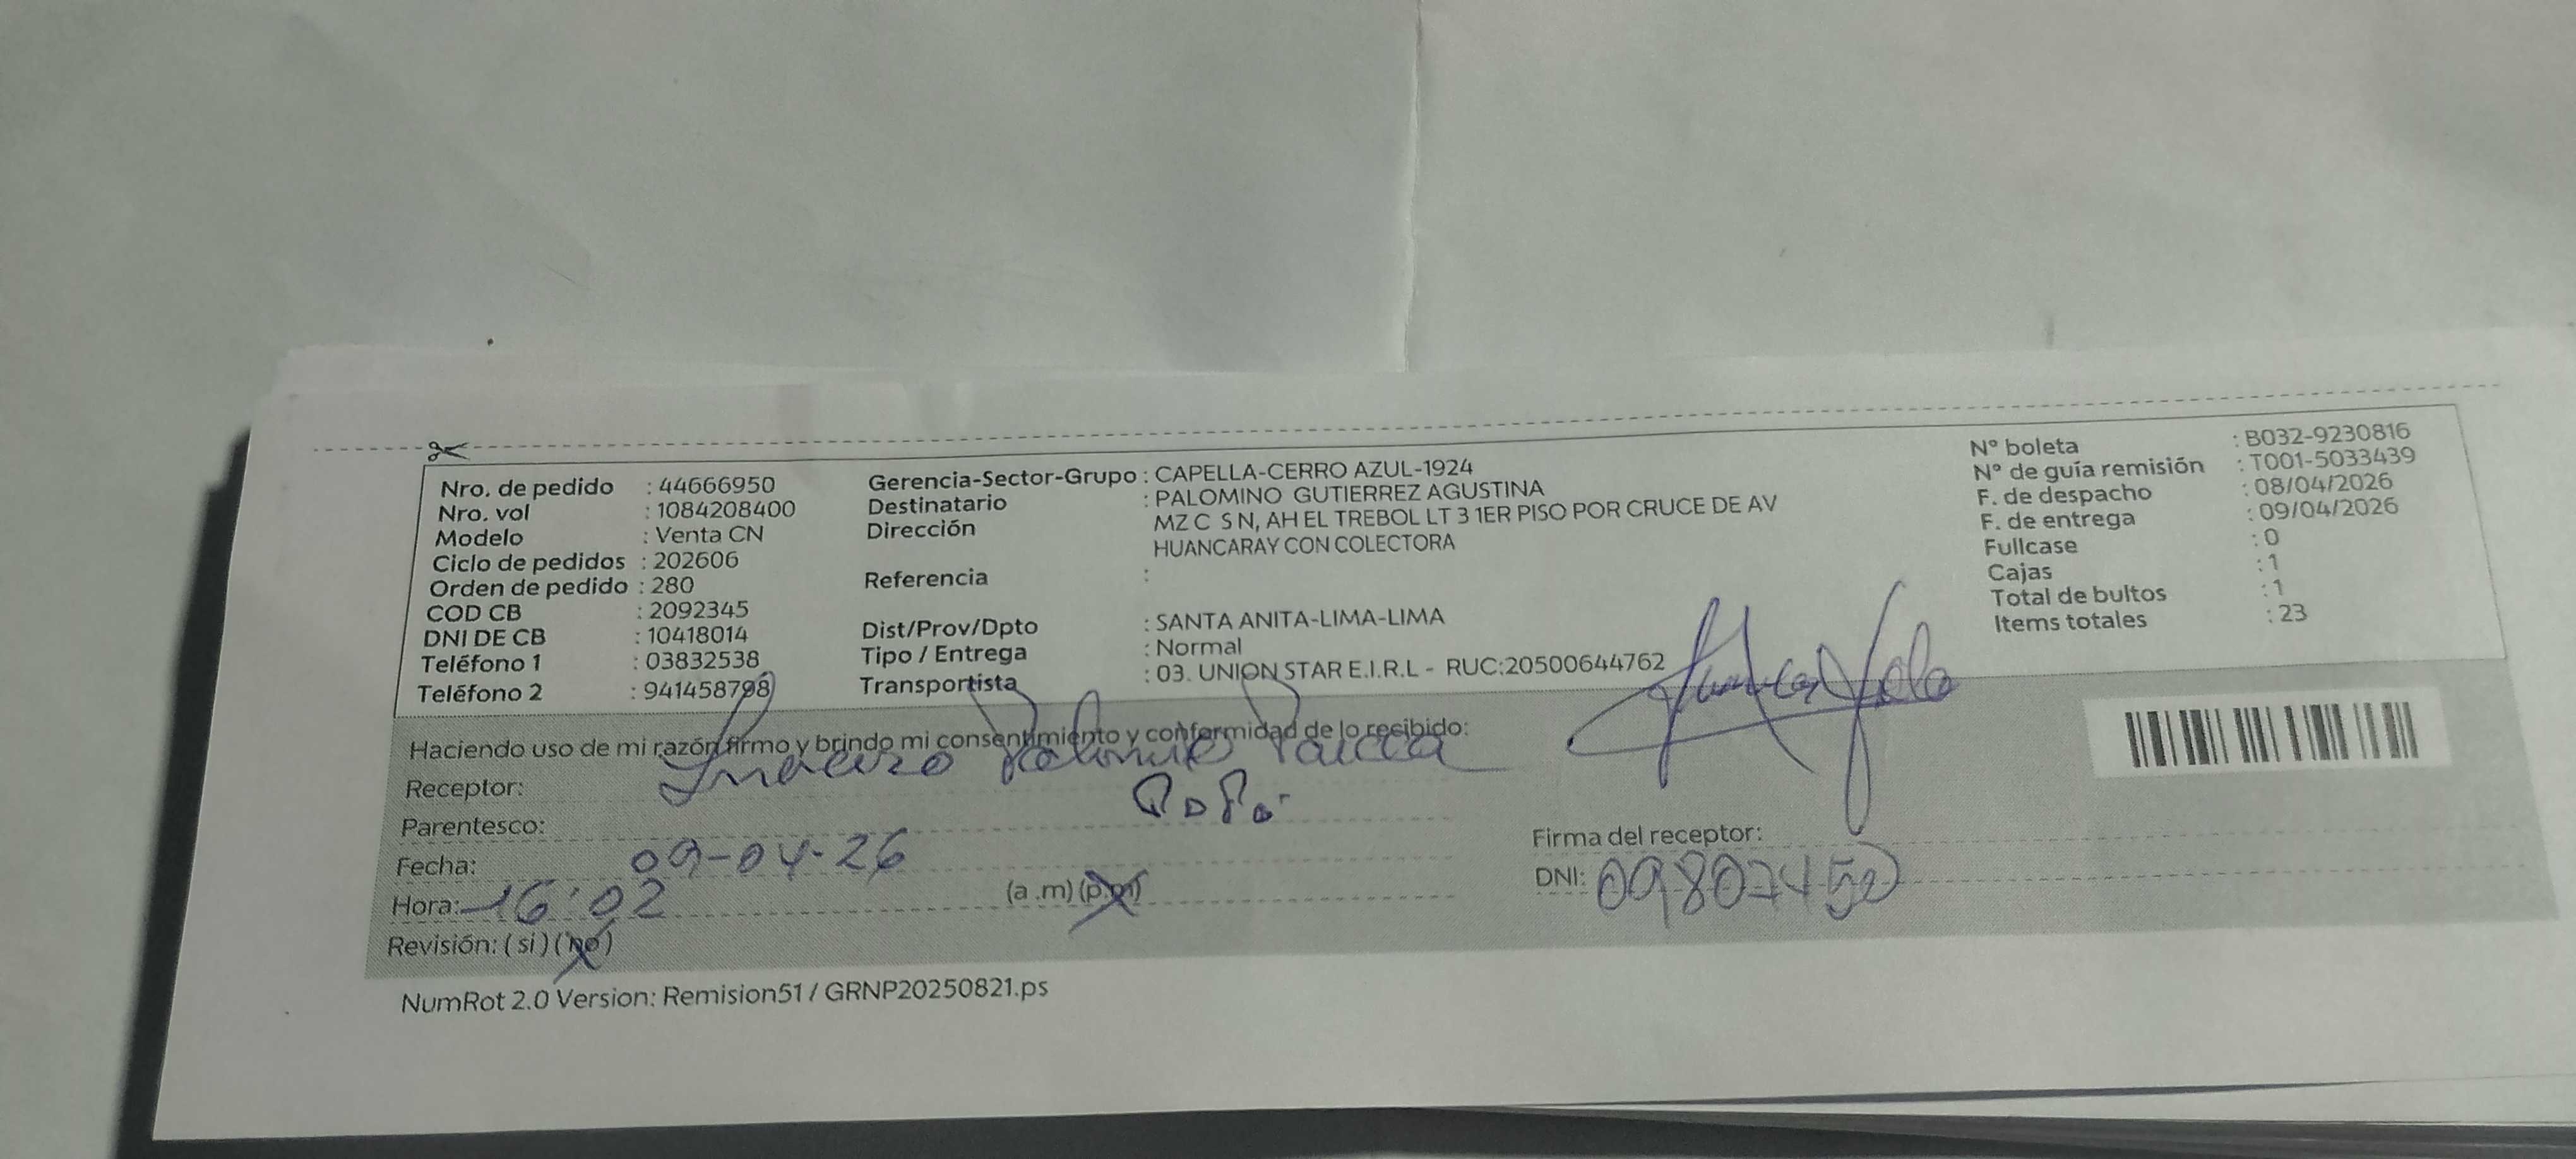 Nro. de pedido : 44666950
Nro. vol : 1084208400
Modelo : Venta CN
Ciclo de pedidos : 202606
Orden de pedido : 280
COD CB : 2092345
DNI DE CB : 10418014
Teléfono 1 : 03832538
Teléfono 2 : 941458798
Gerencia-Sector-Grupo : CAPELLA-CERRO AZUL-1924
Destinatario : PALOMINO GUTIERREZ AGUSTINA
Dirección MZ C S N, AH EL TREBOL LT 3 1ER PISO POR CRUCE DE AV
HUANCARAY CON COLECTORA
Referencia :
Dist/Prov/Dpto : SANTA ANITA-LIMA-LIMA
Tipo / Entrega : Normal
Transportista : 03. UNION STAR E.I.R.L - RUC:20500644762
N° boleta : B032-9230816
N° de guía remisión : T001-5033439
F. de despacho : 08/04/2026
F. de entrega : 09/04/2026
Fullcase : 0
Cajas : 1
Total de bultos : 1
Items totales : 23
Haciendo uso de mi razón firmo y brindo mi consentimiento y conformidad de lo recibido:
Receptor: Palomino
Parentesco:
Fecha: 09-04-26
Hora: 16:02 (a .m) (p.m)
Revisión: ( si ) ( no )
Firma del receptor:
DNI: 09807450
NumRot 2.0 Version: Remision51 / GRNP20250821.ps